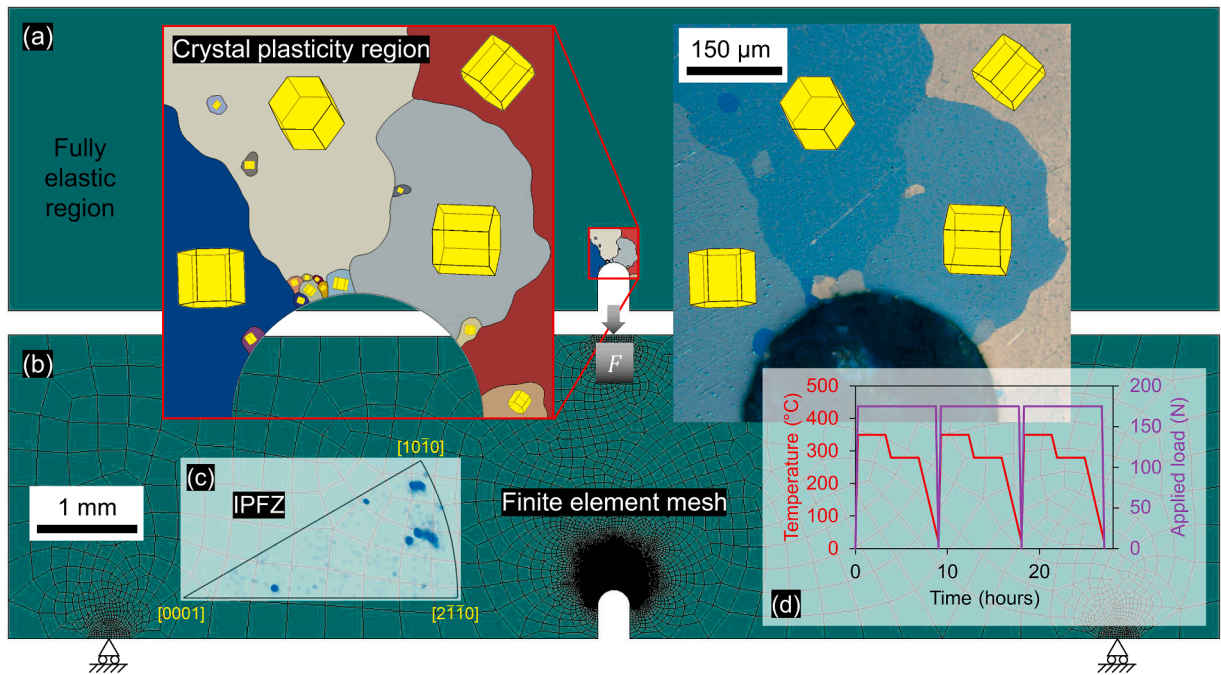 (a)
Crystal plasticity region
150 µm
Fully
elastic
region
(b)
F
1 mm
(c)
IPFZ
[101̄0]
[0001]
[21̄1̄0]
Finite element mesh
500
400
300
200
100
0
Temperature (°C)
200
150
100
50
0
Applied load (N)
0
10
20
Time (hours)
(d)